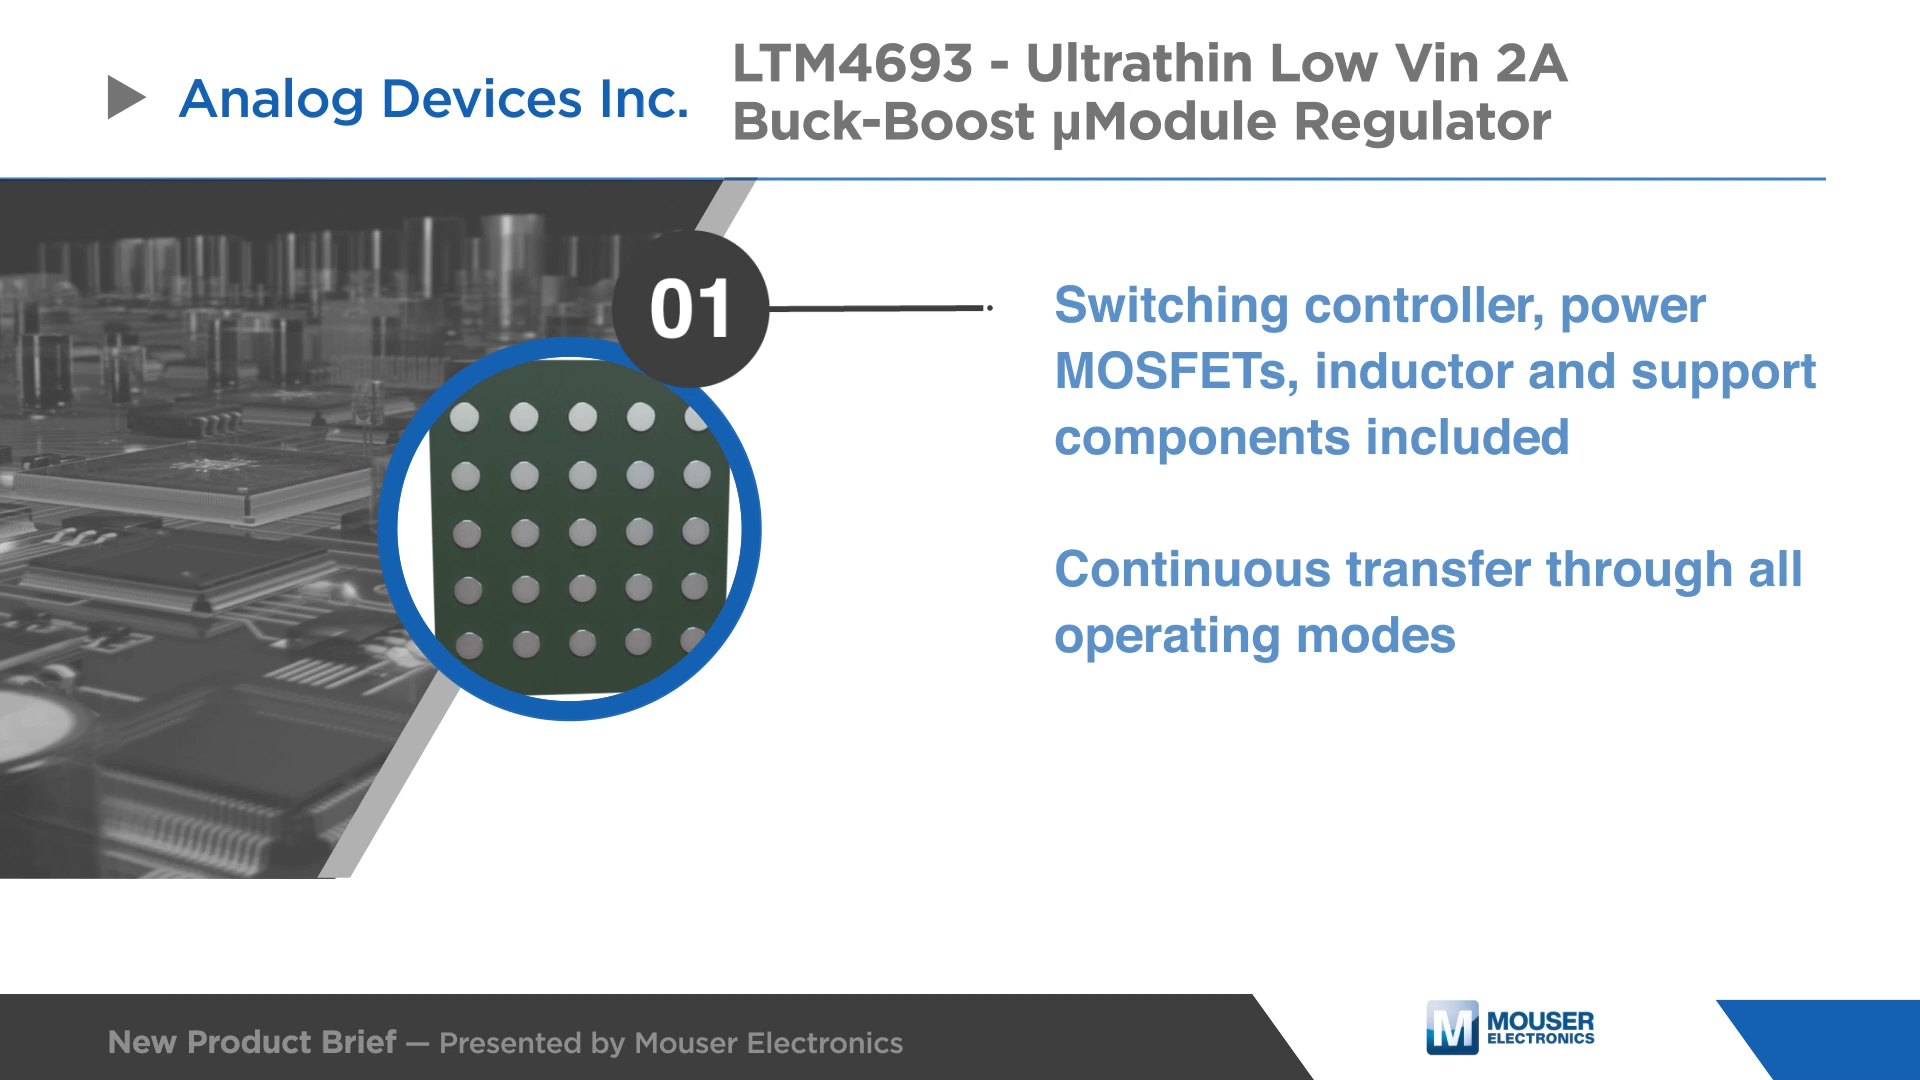 Analog Devices Inc.
LTM4693 - Ultrathin Low Vin 2A
Buck-Boost µModule Regulator
01
Switching controller, power
MOSFETs, inductor and support
components included
Continuous transfer through all
operating modes
New Product Brief — Presented by Mouser Electronics
M
MOUSER
ELECTRONICS